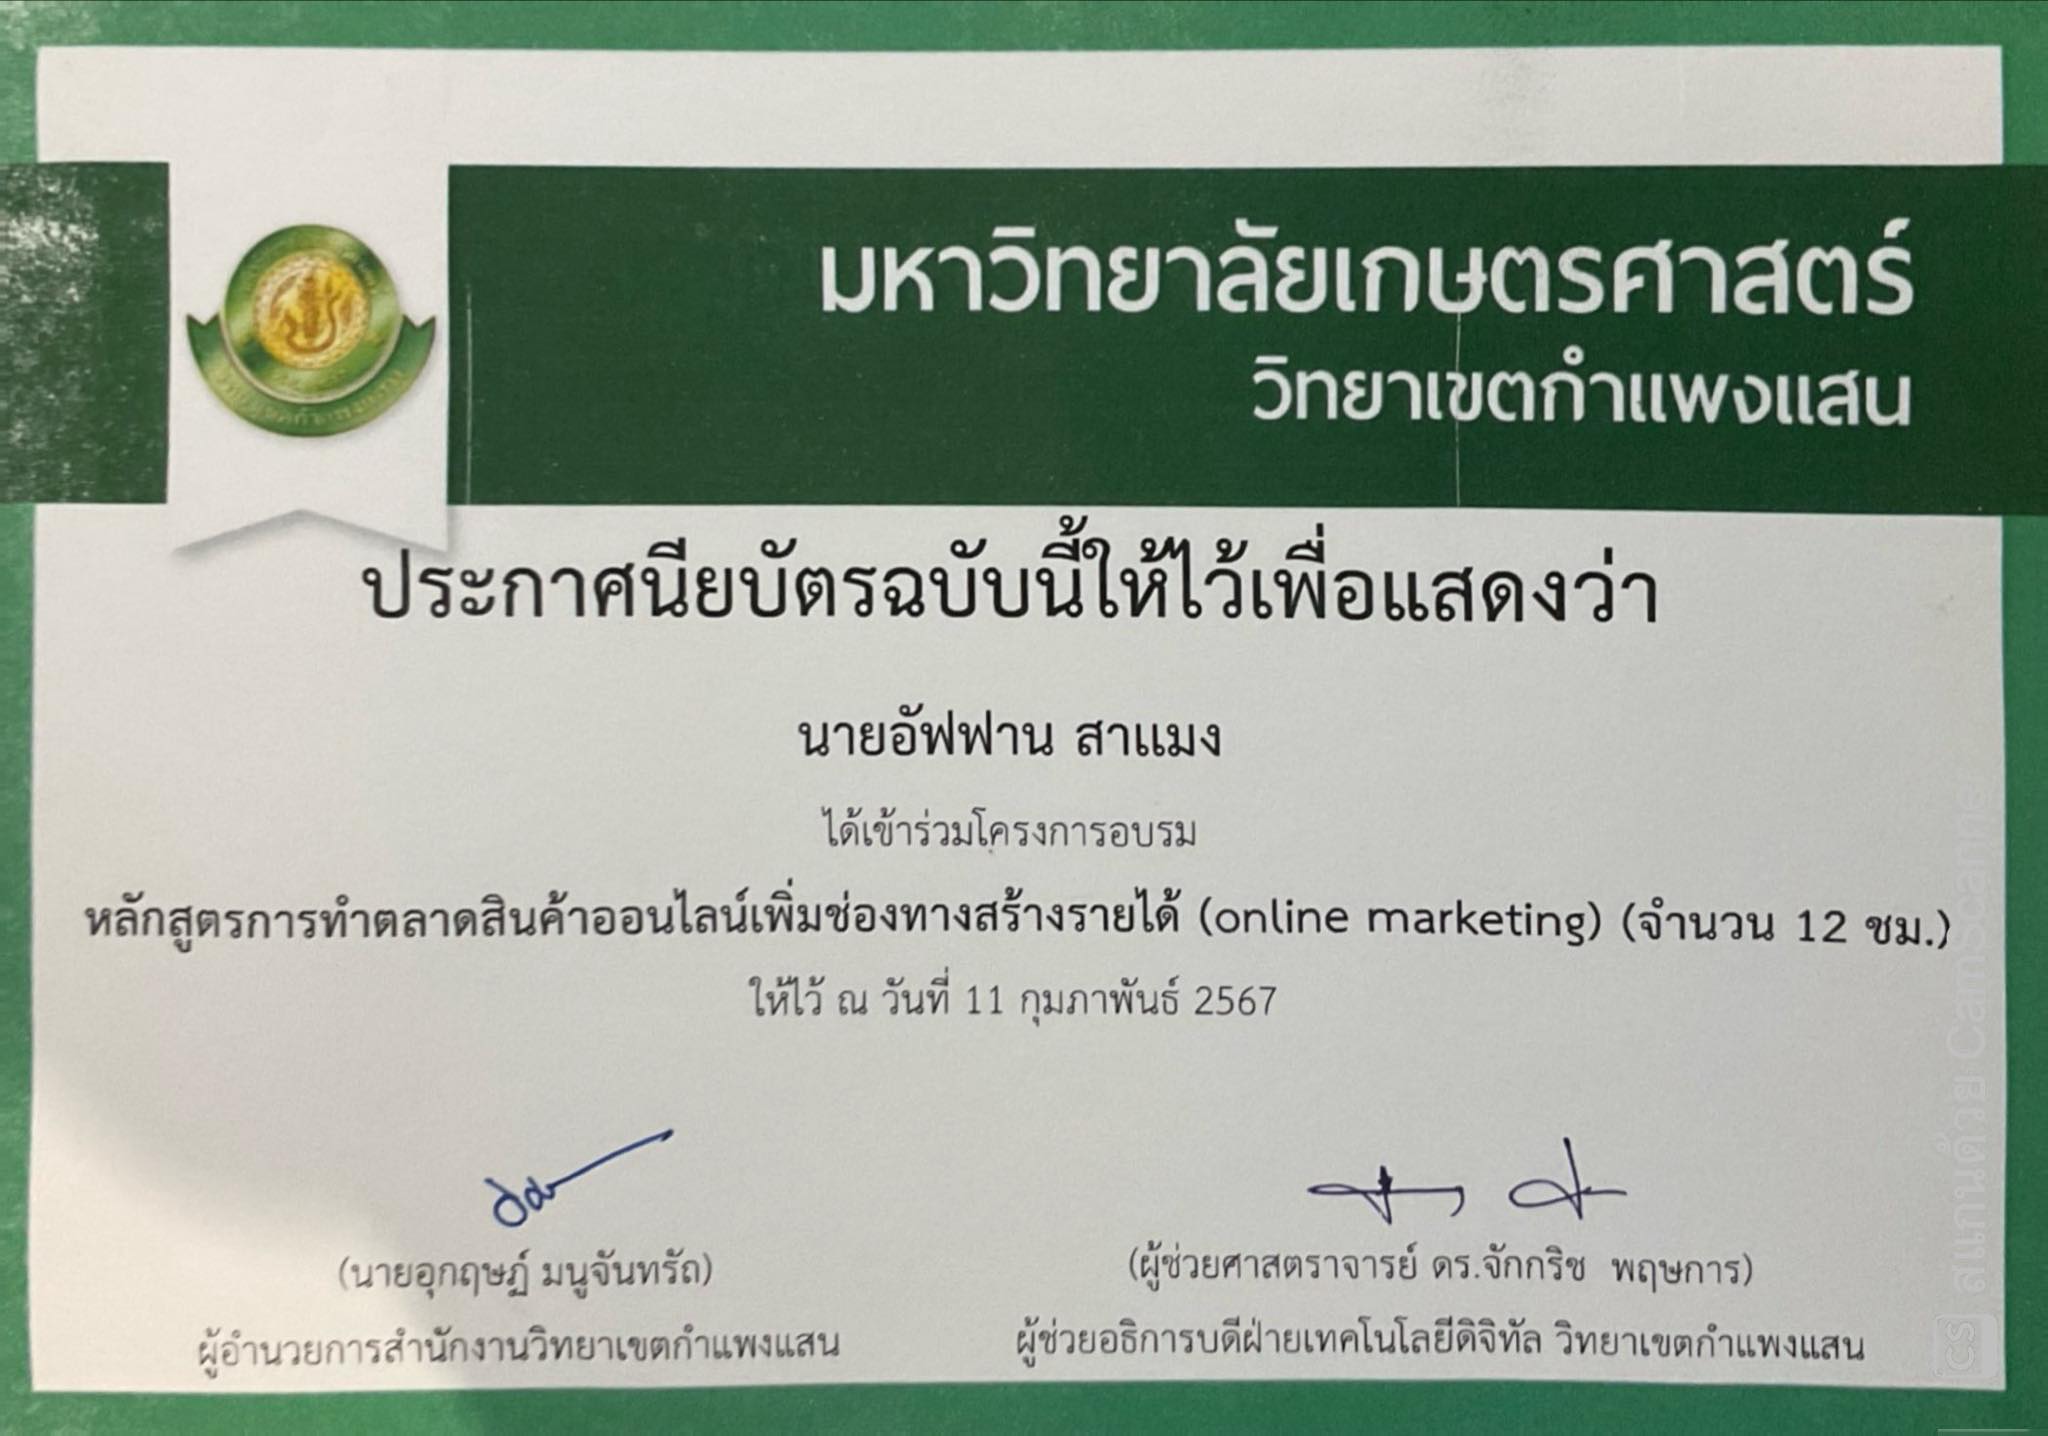 มหาวิทยาลัยเกษตรศาสตร์
วิทยาเขตกำแพงแสน
ประกาศนียบัตรฉบับนี้ให้ไว้เพื่อแสดงว่า
นายอัฟฟาน สาแมง
ได้เข้าร่วมโครงการอบรม
หลักสูตรการทำตลาดสินค้าออนไลน์เพิ่มช่องทางสร้างรายได้ (online marketing) (จำนวน 12 ชม.)
ให้ไว้ ณ วันที่ 11 กุมภาพันธ์ 2567
(นายอุกฤษฏ์ มนูจันทรัถ)
ผู้อำนวยการสำนักงานวิทยาเขตกำแพงแสน
(ผู้ช่วยศาสตราจารย์ ดร.จักกริช พฤษการ)
ผู้ช่วยอธิการบดีฝ่ายเทคโนโลยีดิจิทัล วิทยาเขตกำแพงแสน
CS สแกนด้วย CamScanner